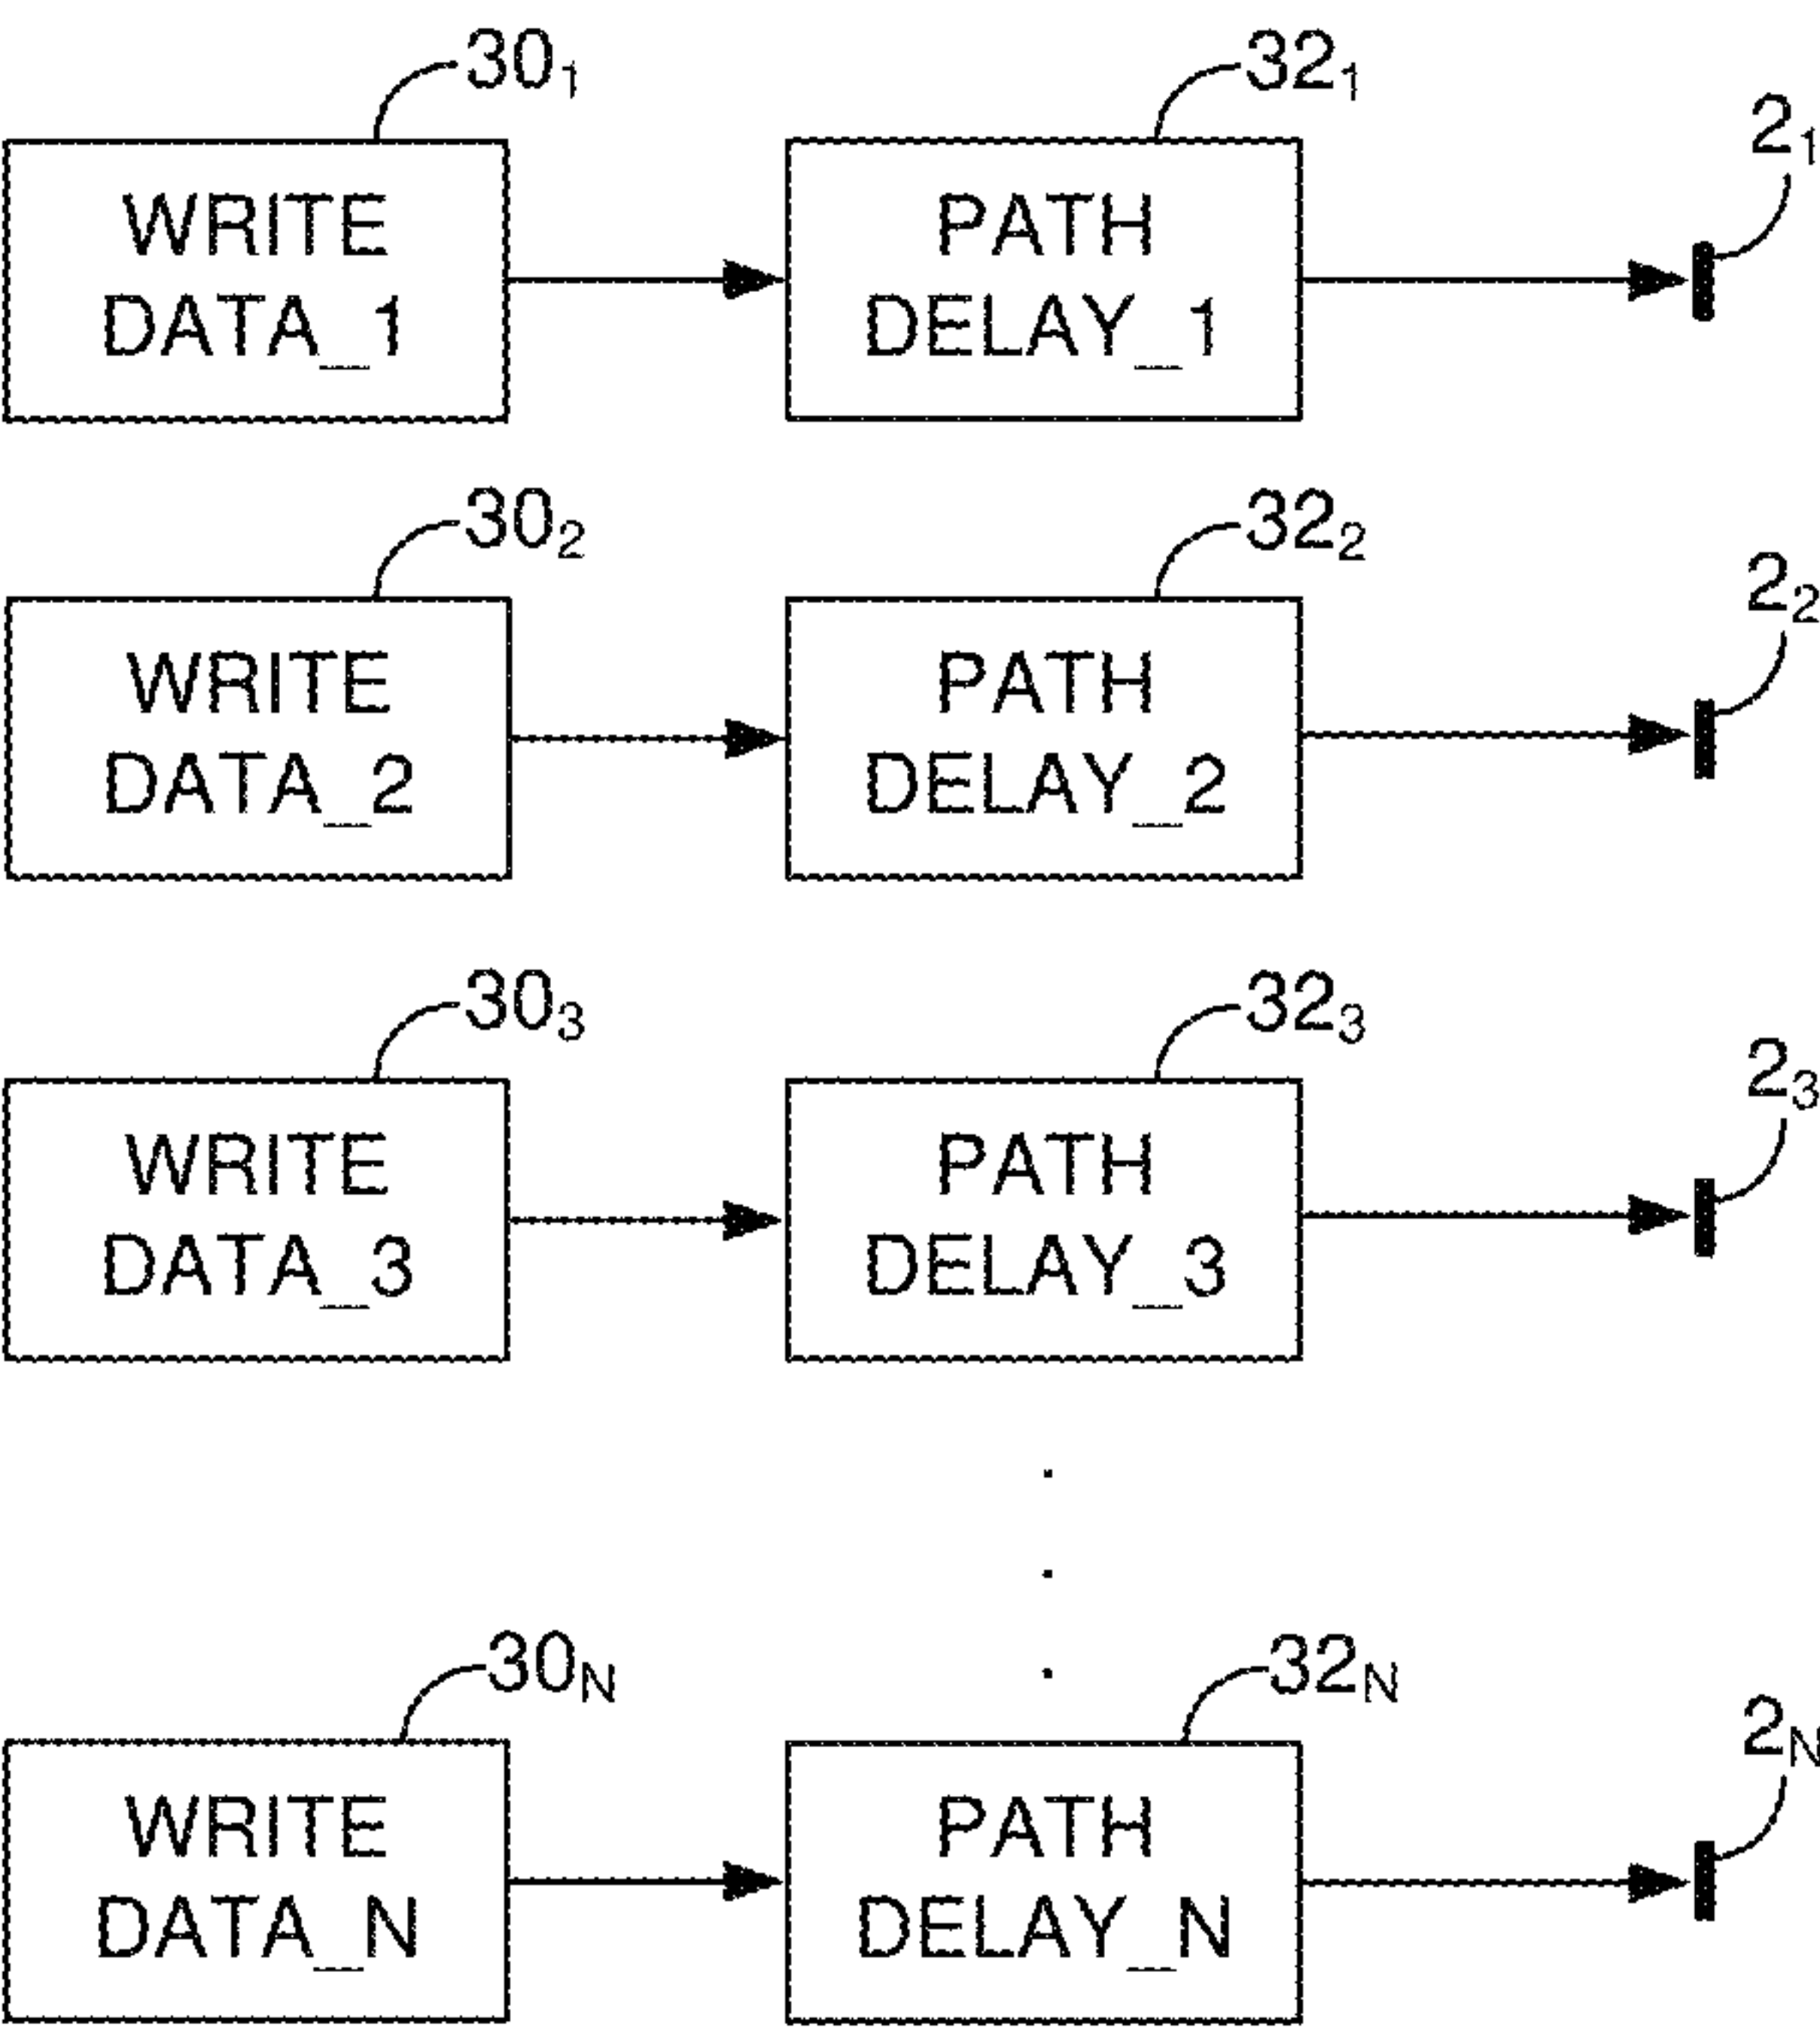 30₁
32₁
2₁
WRITE
DATA_1
PATH
DELAY_1
30₂
32₂
2₂
WRITE
DATA_2
PATH
DELAY_2
30₃
32₃
2₃
WRITE
DATA_3
PATH
DELAY_3
30N
32N
2N
WRITE
DATA_N
PATH
DELAY_N